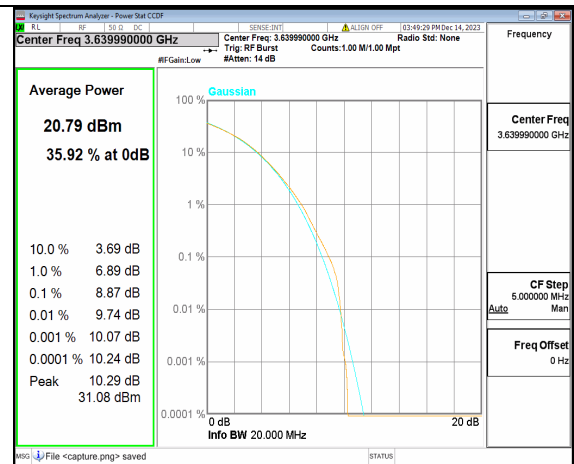 Keysight Spectrum Analyzer - Power Stat CCDF
RL RF 50 Ω DC SENSE:INT ALIGN OFF 03:49:29 PM Dec 14, 2023
Center Freq 3.639990000 GHz
Center Freq: 3.639990000 GHz Radio Std: None
Trig: RF Burst Counts:1.00 M/1.00 Mpt
#IFGain:Low #Atten: 14 dB
Frequency
Average Power
20.79 dBm
35.92 % at 0dB
10.0 % 3.69 dB
1.0 % 6.89 dB
0.1 % 8.87 dB
0.01 % 9.74 dB
0.001 % 10.07 dB
0.0001 % 10.24 dB
Peak 10.29 dB
31.08 dBm
Gaussian
100 %
10 %
1 %
0.1 %
0.01 %
0.001 %
0.0001 %
0 dB 20 dB
Info BW 20.000 MHz
Center Freq
3.639990000 GHz
CF Step
5.000000 MHz
Auto Man
Freq Offset
0 Hz
MSG File <capture.png> saved STATUS